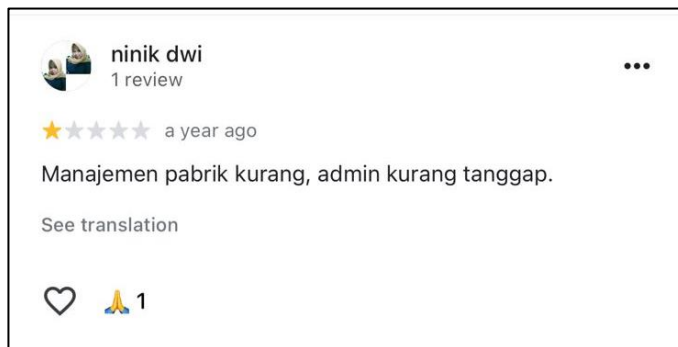 ninik dwi
1 review
a year ago
Manajemen pabrik kurang, admin kurang tanggap.
See translation
1